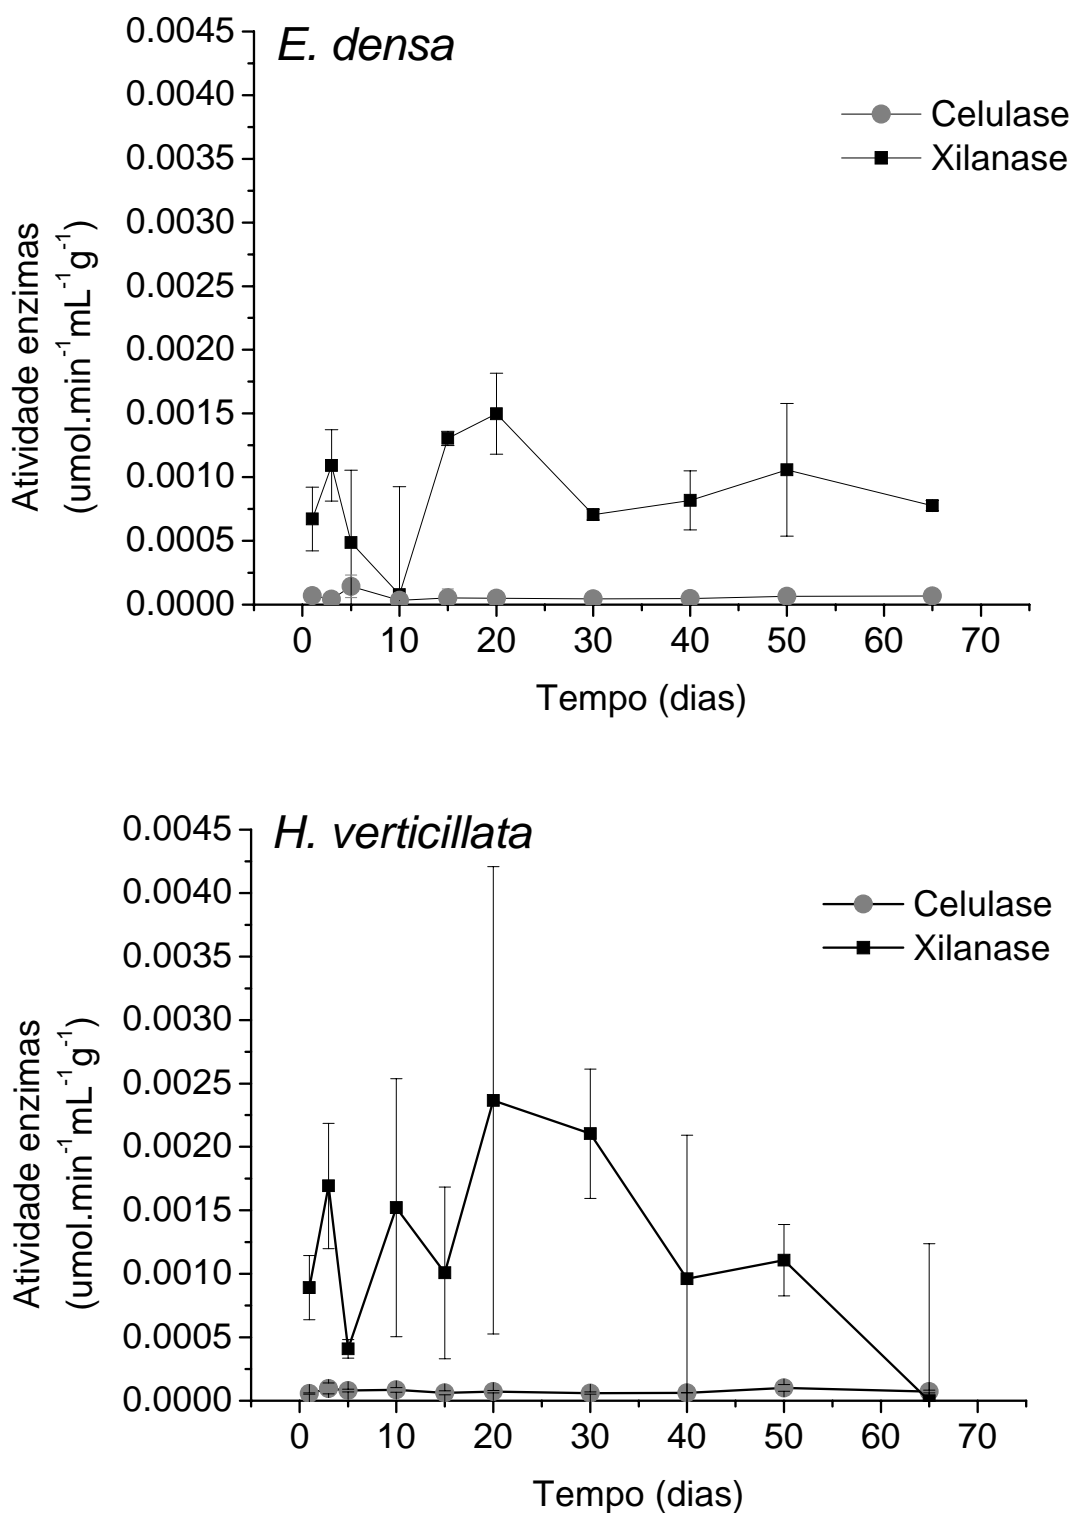 E. densa
0.0045
0.0040
0.0035
0.0030
0.0025
0.0020
0.0015
0.0010
0.0005
0.0000
Atividade enzimas
(umol.min⁻¹mL⁻¹g⁻¹)
Celulase
Xilanase
0 10 20 30 40 50 60 70
Tempo (dias)
H. verticillata
0.0045
0.0040
0.0035
0.0030
0.0025
0.0020
0.0015
0.0010
0.0005
0.0000
Atividade enzimas
(umol.min⁻¹mL⁻¹g⁻¹)
Celulase
Xilanase
0 10 20 30 40 50 60 70
Tempo (dias)